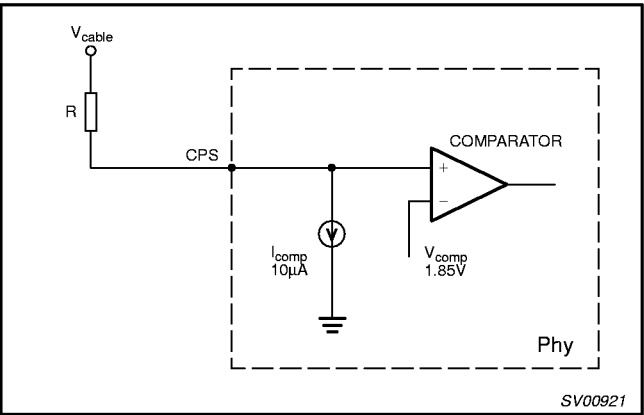 Vcable
R
CPS
COMPARATOR
+
−
Icomp
10μA
Vcomp
1.85V
Phy
SV00921